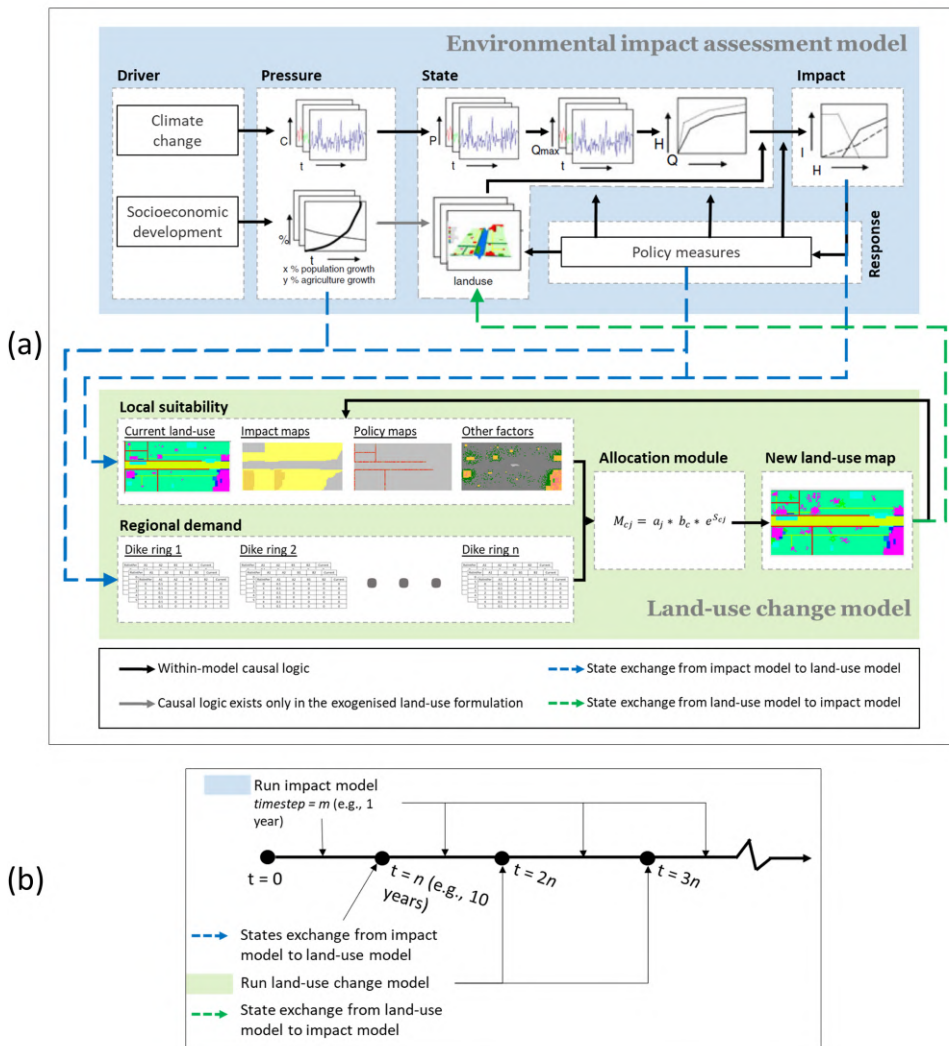 (a)
Environmental impact assessment model
Driver
Pressure
State
Impact
Climate
change
C
t
P
t
Qmax
t
H
Q
I
H
Socioeconomic
development
%
t
x % population growth
y % agriculture growth
landuse
Policy measures
Response
Local suitability
Current land-use
Impact maps
Policy maps
Other factors
Allocation module
New land-use map
M_cj = a_j * b_c * e^S_cj
Regional demand
Dike ring 1
Dike ring 2
Dike ring n
Land-use change model
Within-model causal logic
State exchange from impact model to land-use model
Causal logic exists only in the exogenised land-use formulation
State exchange from land-use model to impact model
(b)
Run impact model
timestep = m (e.g., 1
year)
t = 0
t = n (e.g., 10
years)
t = 2n
t = 3n
States exchange from impact
model to land-use model
Run land-use change model
State exchange from land-use
model to impact model